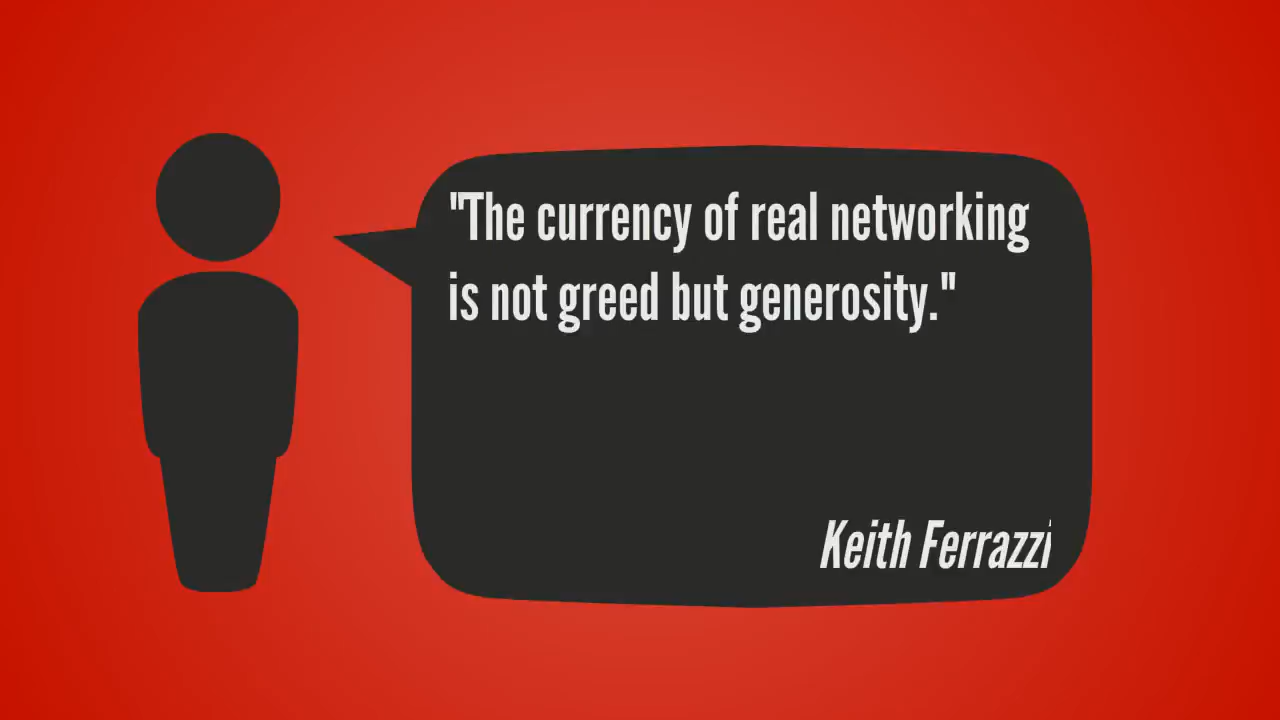 "The currency of real networking
is not greed but generosity."
Keith Ferrazzi